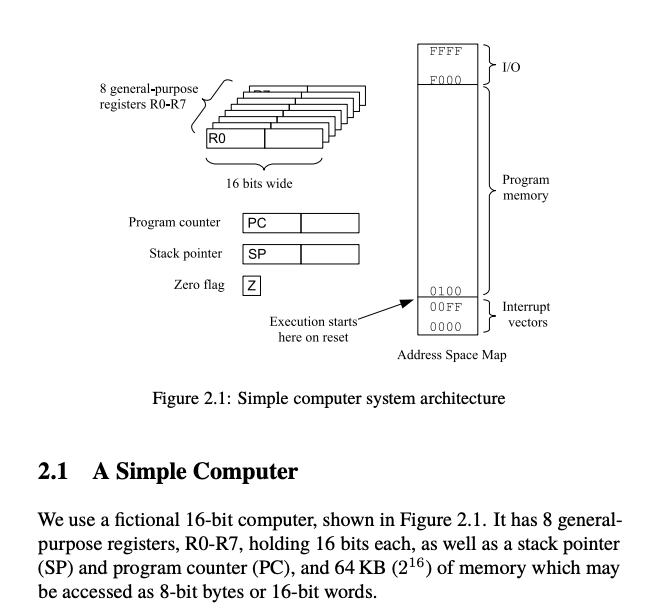 FFFF
I/O
F000
8 general-purpose
registers R0-R7
R0
16 bits wide
Program
memory
Program counter
PC
Stack pointer
SP
Zero flag
Z
0100
00FF
Interrupt
vectors
0000
Execution starts
here on reset
Address Space Map
Figure 2.1: Simple computer system architecture
2.1 A Simple Computer
We use a fictional 16-bit computer, shown in Figure 2.1. It has 8 general-
purpose registers, R0-R7, holding 16 bits each, as well as a stack pointer
(SP) and program counter (PC), and 64 KB (2¹⁶) of memory which may
be accessed as 8-bit bytes or 16-bit words.